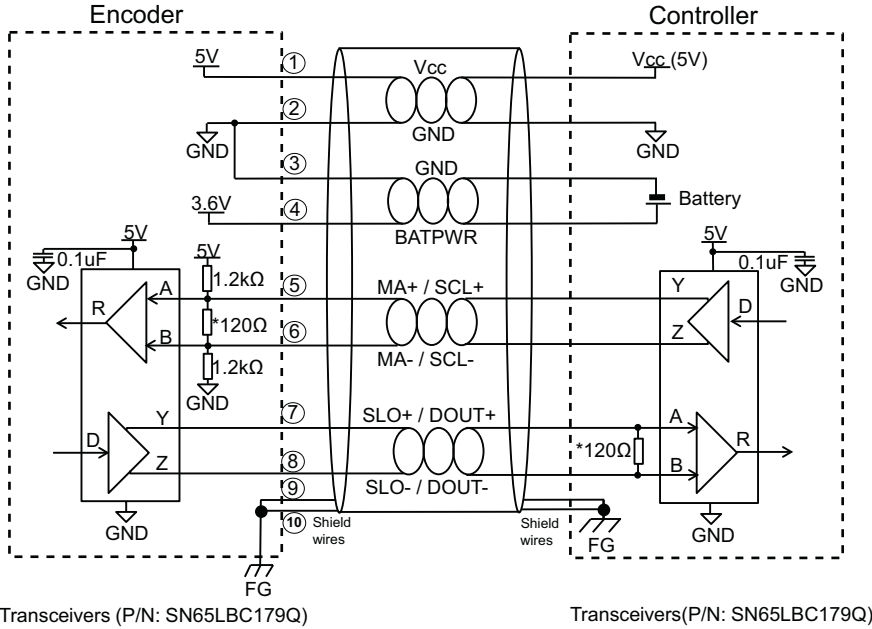 Encoder
Controller
5V
①
Vcc
Vcc (5V)
②
GND
GND
GND
③
GND
3.6V
④
BATPWR
Battery
5V
0.1uF
GND
5V
1.2kΩ
*120Ω
1.2kΩ
GND
⑤
MA+ / SCL+
⑥
MA- / SCL-
5V
0.1uF
GND
A
R
B
Y
D
Z
Y
D
Z
⑦
SLO+ / DOUT+
⑧
SLO- / DOUT-
*120Ω
A
R
B
⑨
⑩
Shield
wires
Shield
wires
GND
FG
FG
GND
Transceivers (P/N: SN65LBC179Q)
Transceivers(P/N: SN65LBC179Q)